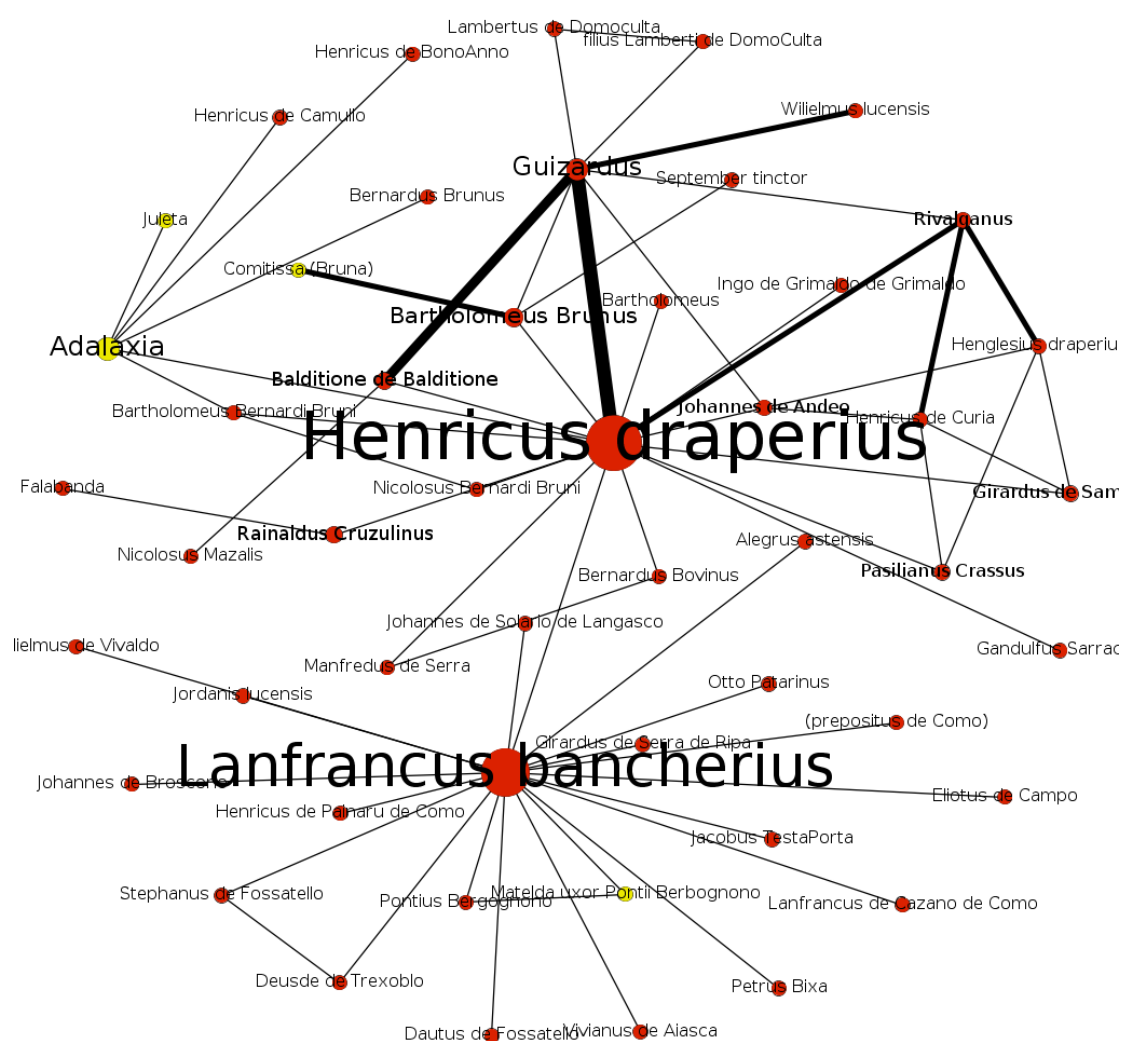 Lambertus de Domoculta
filius Lamberti de DomoCulta
Henricus de BonoAnno
Wilielmus lucensis
Henricus de Camullo
Guizardus
September tinctor
Bernardus Brunus
Juleta
Rivalganus
Comitissa (Bruna)
Ingo de Grimaldo de Grimaldo
Bartholomeus
Bartholomeus Brunus
Adalaxia
Henglesius draperiu
Balditione de Balditione
Johannes de Andeo
Bartholomeus Bernardi Bruni
Henricus de Curia
Henricus draperius
Falabanda
Nicolosus Bernardi Bruni
Girardus de Sam
Rainaldus Cruzulinus
Alegrus astensis
Nicolosus Mazalis
Bernardus Bovinus
Pasilianus Crassus
Johannes de Solario de Langasco
lielmus de Vivaldo
Gandulfus Sarrac
Manfredus de Serra
Otto Patarinus
Jordanis lucensis
(prepositus de Como)
Girardus de Serra de Ripa
Lanfrancus bancherius
Johannes de Broscono
Eliotus de Campo
Henricus de Palnaru de Como
Jacobus TestaPorta
Stephanus de Fossatello
Matelda uxor Pontii Berbognono
Pontius Bergognono
Lanfrancus de Cazano de Como
Deusde de Trexoblo
Petrus Bixa
Dautus de Fossatello
Vivianus de Aiasca